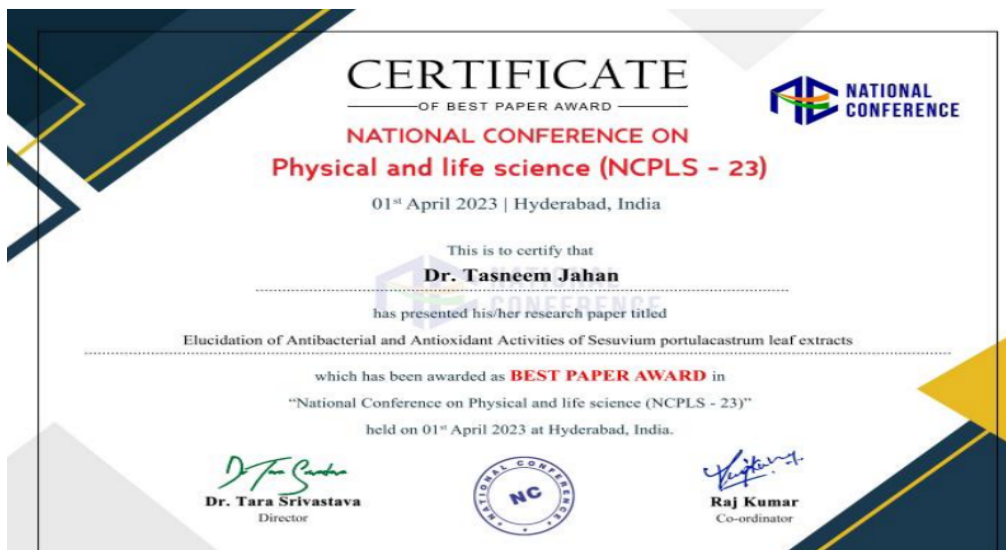 CERTIFICATE
OF BEST PAPER AWARD
NATIONAL
CONFERENCE
NATIONAL CONFERENCE ON
Physical and life science (NCPLS - 23)
01st April 2023 | Hyderabad, India
This is to certify that
NATIONAL
CONFERENCE
Dr. Tasneem Jahan
has presented his/her research paper titled
Elucidation of Antibacterial and Antioxidant Activities of Sesuvium portulacastrum leaf extracts
which has been awarded as BEST PAPER AWARD in
“National Conference on Physical and life science (NCPLS - 23)”
held on 01st April 2023 at Hyderabad, India.
Dr. Tara Srivastava
Director
NATIONAL CONFERENCE
NC
Raj Kumar
Co-ordinator